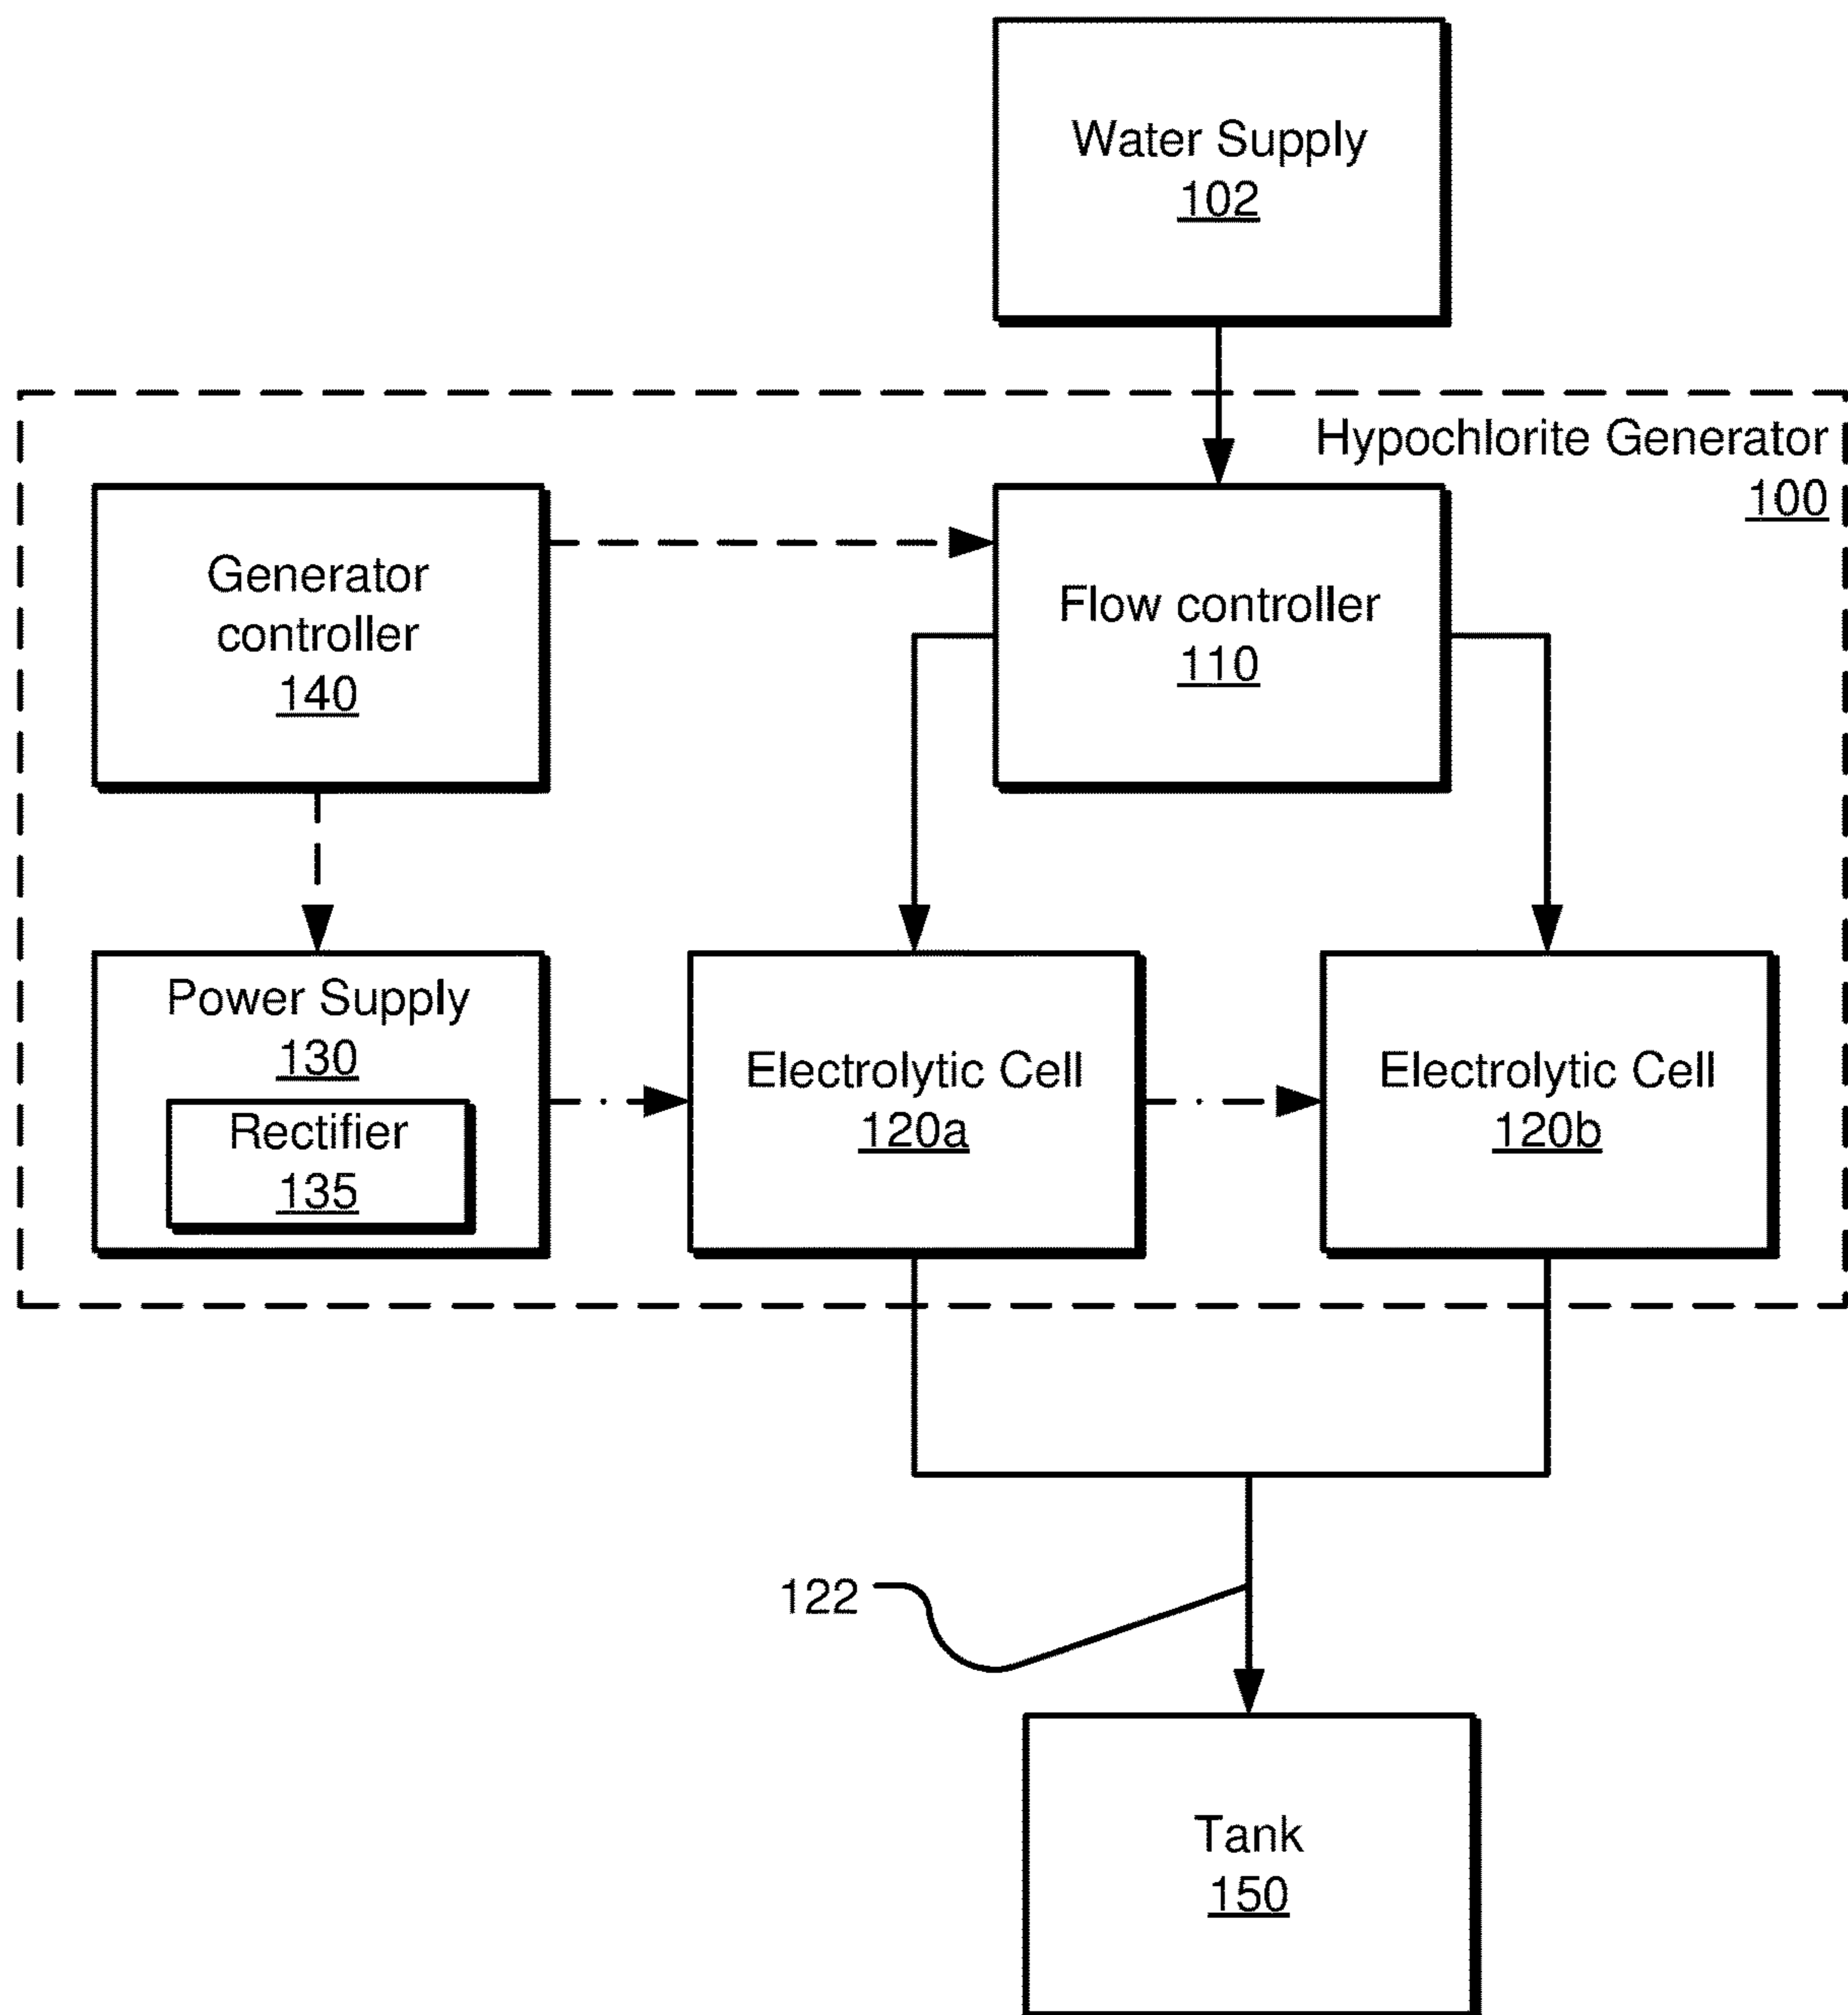 Water Supply
102
Hypochlorite Generator
100
Generator
controller
140
Flow controller
110
Power Supply
130
Rectifier
135
Electrolytic Cell
120a
Electrolytic Cell
120b
122
Tank
150